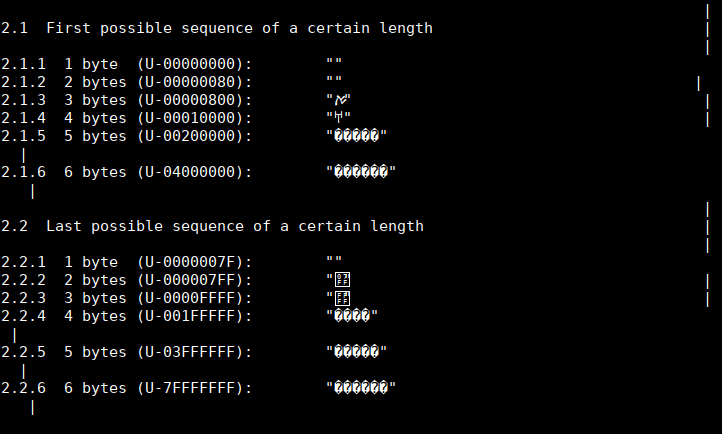 |
2.1  First possible sequence of a certain length                              |
|
2.1.1  1 byte  (U-00000000):        ""
2.1.2  2 bytes (U-00000080):        ""                                       |
2.1.3  3 bytes (U-00000800):        "ࠀ"                                       |
2.1.4  4 bytes (U-00010000):        "𐀀"                                       |
2.1.5  5 bytes (U-00200000):        "�����"
|
2.1.6  6 bytes (U-04000000):        "������"
|
|
2.2  Last possible sequence of a certain length                               |
|
2.2.1  1 byte  (U-0000007F):        ""
2.2.2  2 bytes (U-000007FF):        "߿                                        |
2.2.3  3 bytes (U-0000FFFF):        "￿                                        |
2.2.4  4 bytes (U-001FFFFF):        "����"
|
2.2.5  5 bytes (U-03FFFFFF):        "�����"
|
2.2.6  6 bytes (U-7FFFFFFF):        "������"
|